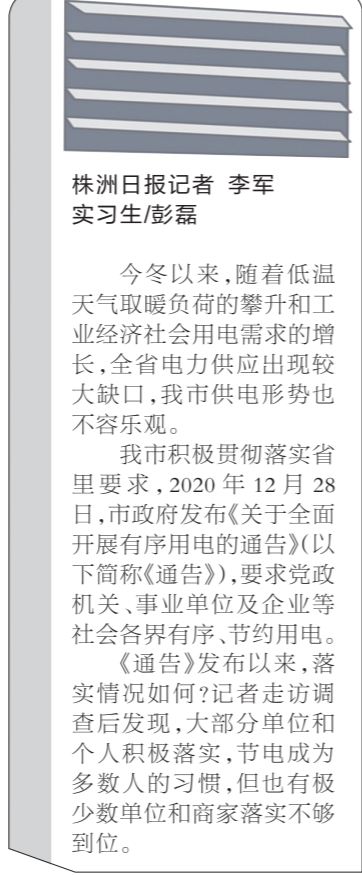 株洲日报记者 李军
实习生/彭磊
今冬以来,随着低温
天气取暖负荷的攀升和工
业经济社会用电需求的增
长,全省电力供应出现较
大缺口,我市供电形势也
不容乐观。
我市积极贯彻落实省
里要求,2020年12月28
日,市政府发布《关于全面
开展有序用电的通告》(以
下简称《通告》),要求党政
机关、事业单位及企业等
社会各界有序、节约用电。
《通告》发布以来,落
实情况如何?记者走访调
查后发现,大部分单位和
个人积极落实,节电成为
多数人的习惯,但也有极
少数单位和商家落实不够
到位。